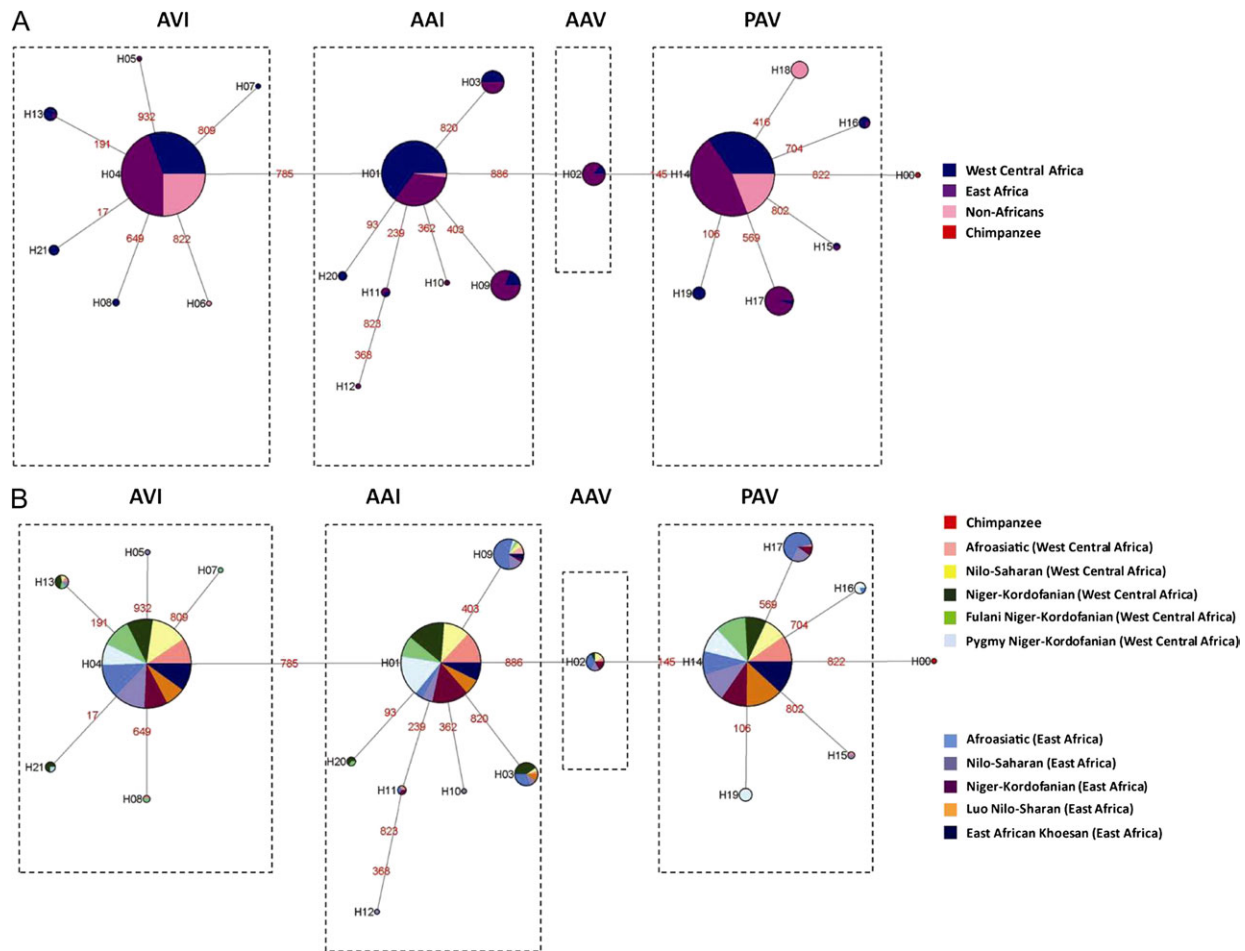 A
AVI AAI AAV PAV
H05
H07
H13
932
809
191
H04
785
17
649
822
H21
H08
H06
H03
820
H01
886
93
239
362
403
H20
H11
H10
H09
823
368
H12
H02
145
H18
416
H16
704
H14
822
H00
802
106
569
H15
H19
H17
West Central Africa
East Africa
Non-Africans
Chimpanzee
B
AVI AAI AAV PAV
H05
H07
H13
932
809
191
H04
785
17
649
H21
H08
H09
403
H01
886
93
239
362
820
H20
H11
H10
H03
823
368
H12
H02
145
H17
H16
569
704
H14
822
H00
802
106
H15
H19
Chimpanzee
Afroasiatic (West Central Africa)
Nilo-Saharan (West Central Africa)
Niger-Kordofanian (West Central Africa)
Fulani Niger-Kordofanian (West Central Africa)
Pygmy Niger-Kordofanian (West Central Africa)
Afroasiatic (East Africa)
Nilo-Saharan (East Africa)
Niger-Kordofanian (East Africa)
Luo Nilo-Sharan (East Africa)
East African Khoesan (East Africa)